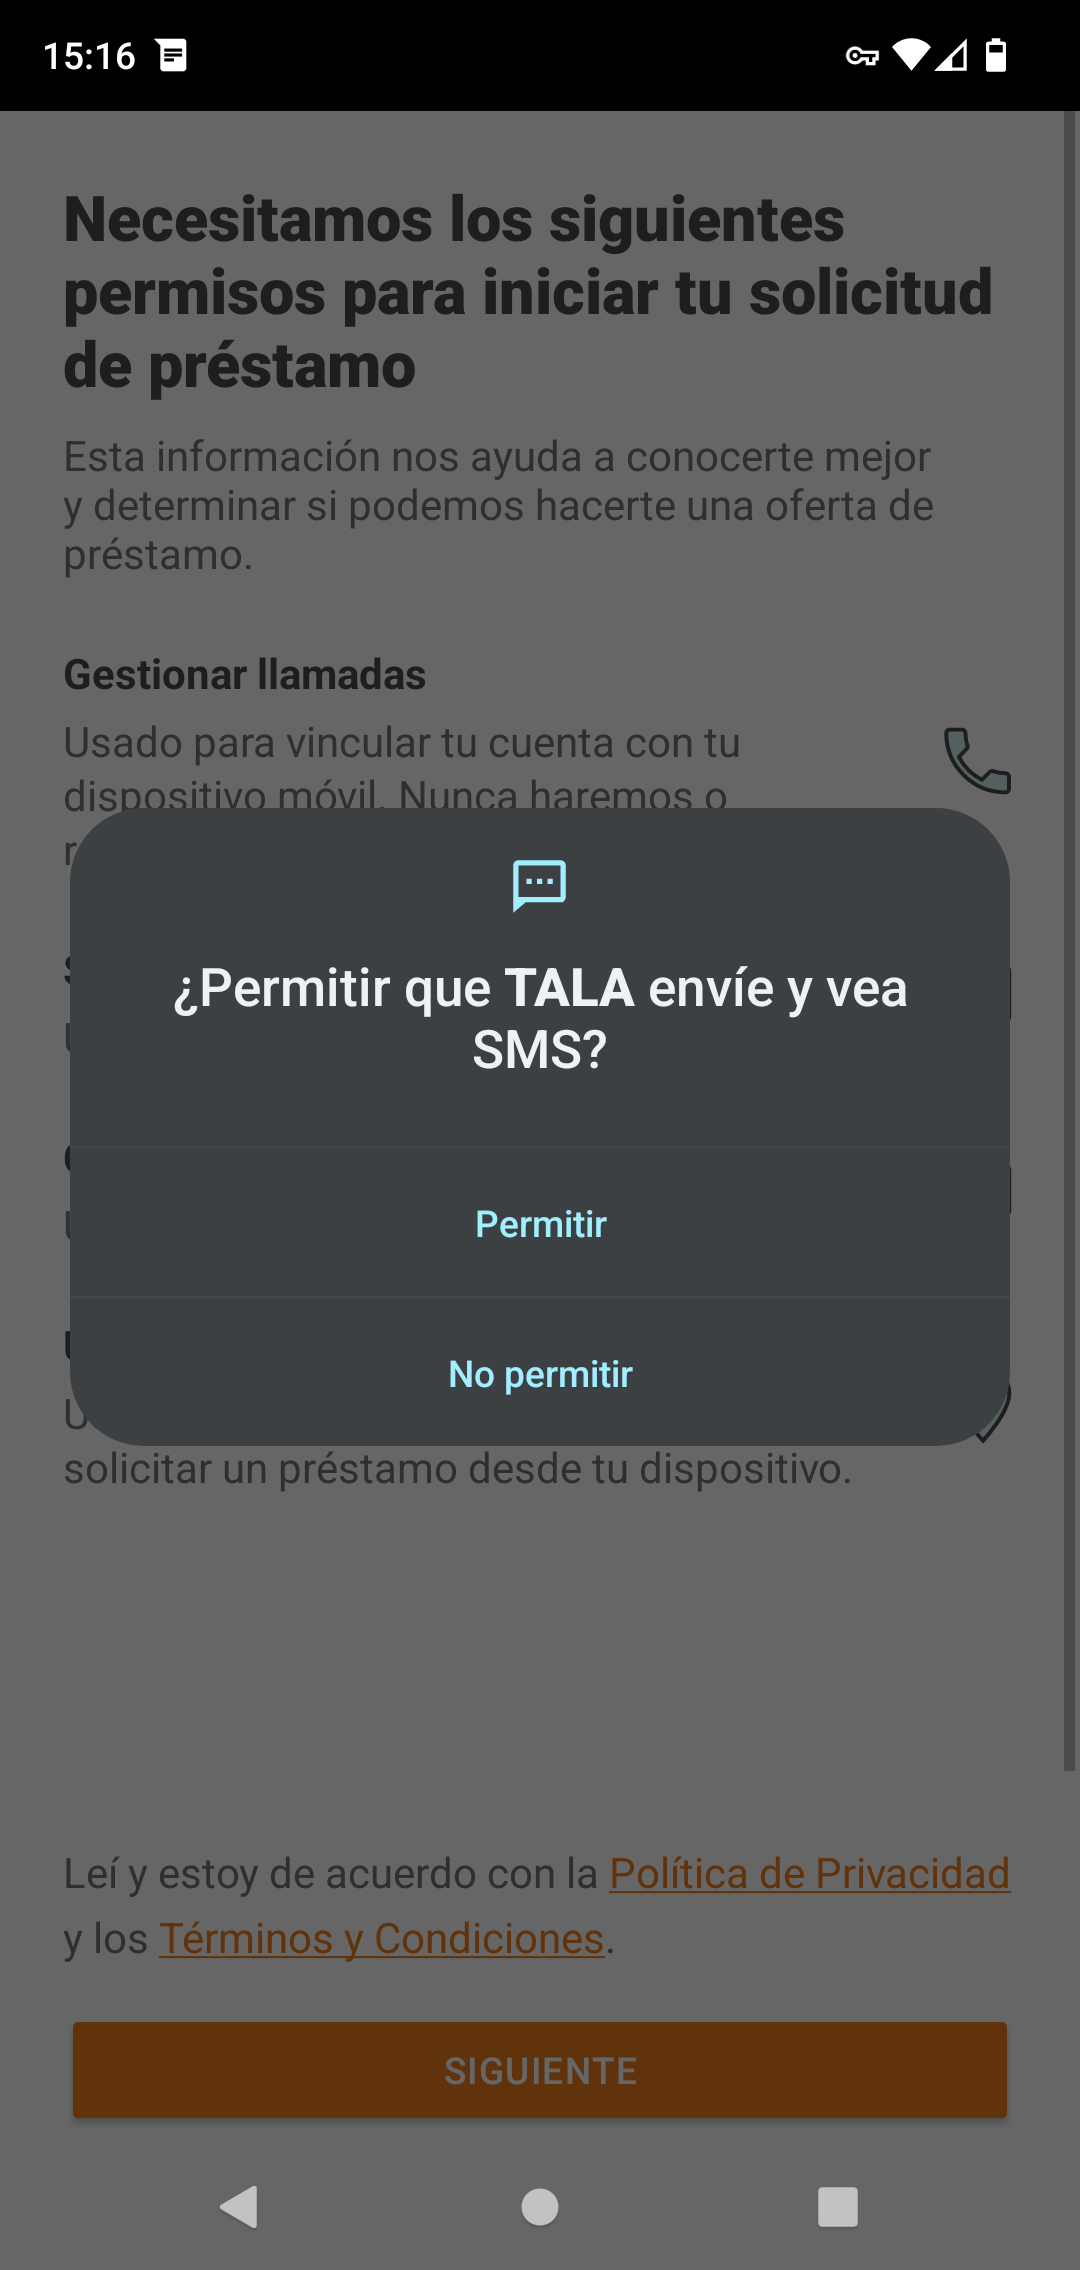 15:16
Necesitamos los siguientes
permisos para iniciar tu solicitud
de préstamo
Esta información nos ayuda a conocerte mejor
y determinar si podemos hacerte una oferta de
préstamo.
Gestionar llamadas
Usado para vincular tu cuenta con tu
dispositivo móvil. Nunca haremos o
¿Permitir que TALA envíe y vea
SMS?
Permitir
No permitir
solicitar un préstamo desde tu dispositivo.
Leí y estoy de acuerdo con la Política de Privacidad
y los Términos y Condiciones.
SIGUIENTE